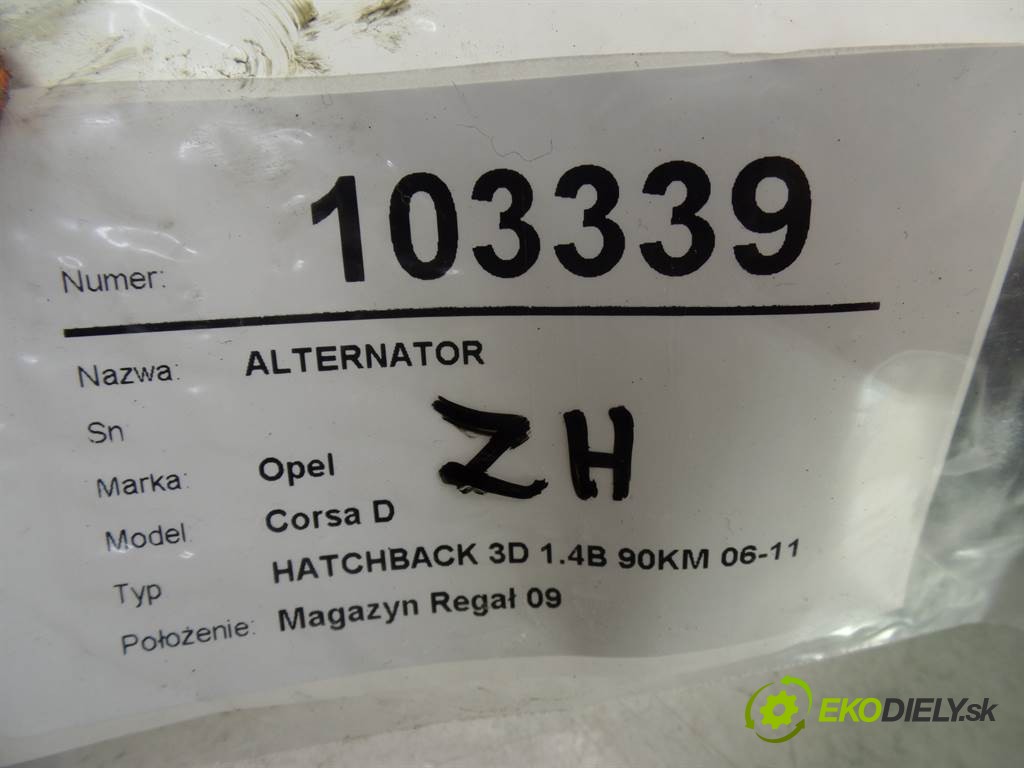 Numer: 103339
Nazwa: ALTERNATOR
Sn
ZH
Marka: Opel
Model: Corsa D
Typ HATCHBACK 3D 1.4B 90KM 06-11
Położenie: Magazyn Regał 09
EKODIELY.sk